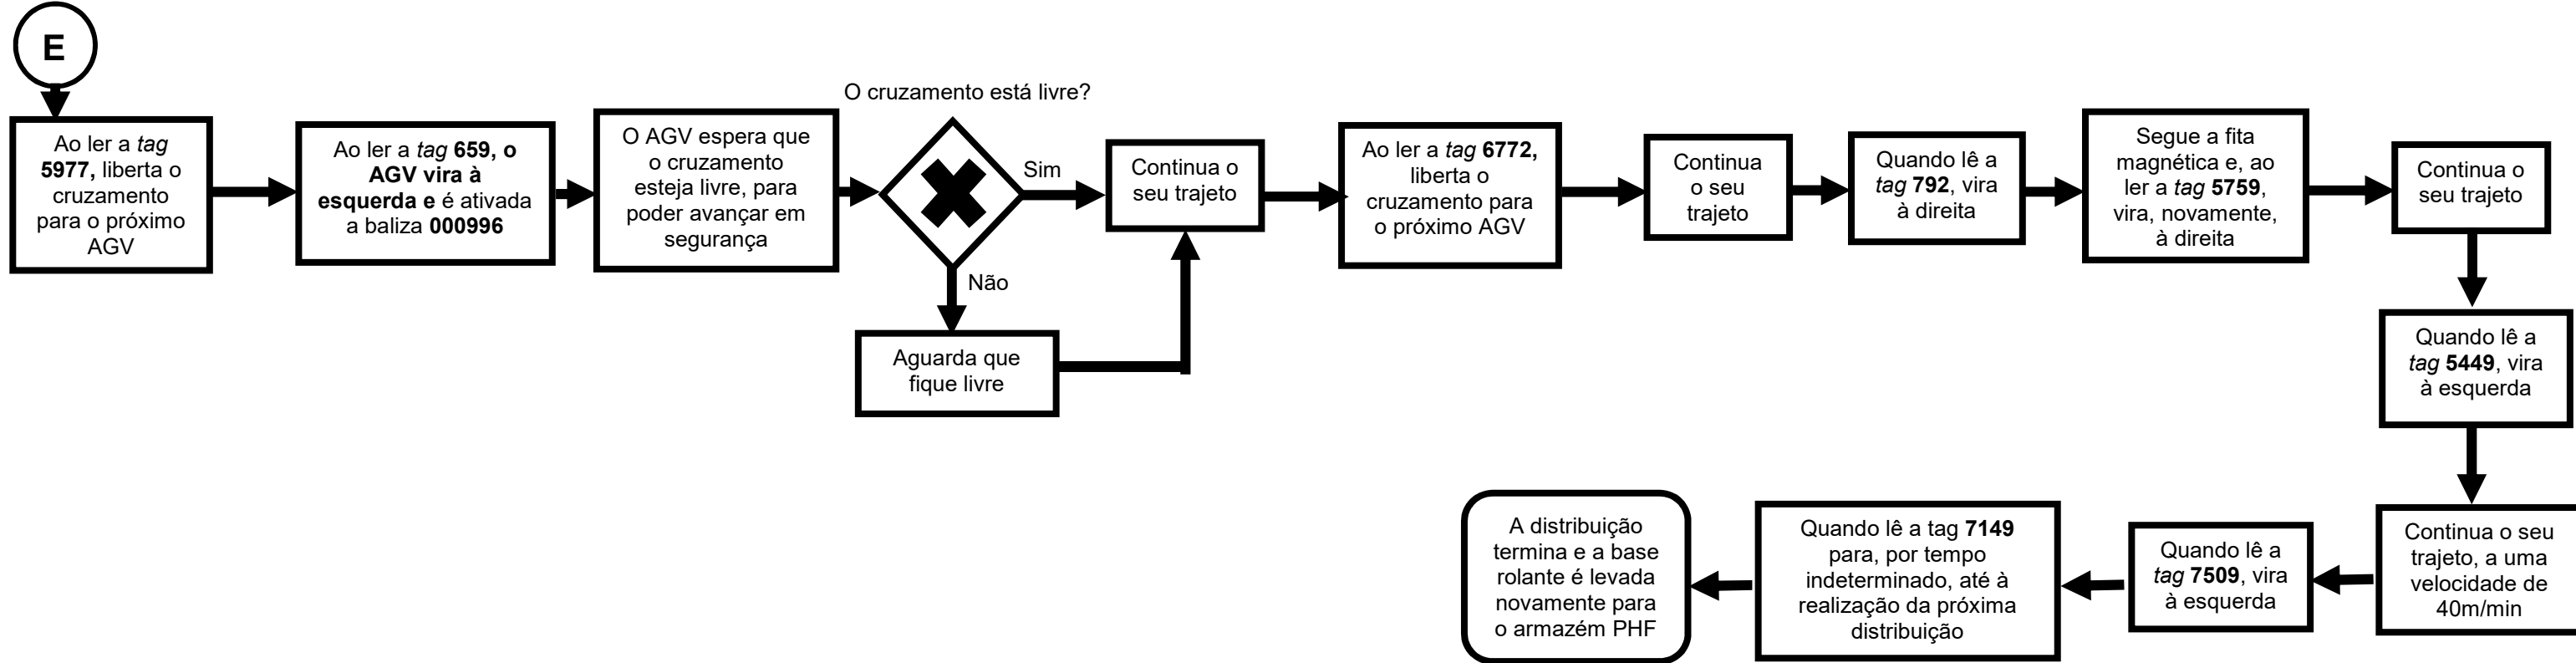 E
Ao ler a tag
5977, liberta o
cruzamento
para o próximo
AGV
Ao ler a tag 659, o
AGV vira à
esquerda e é ativada
a baliza 000996
O AGV espera que
o cruzamento
esteja livre, para
poder avançar em
segurança
O cruzamento está livre?
Sim
Não
Aguarda que
fique livre
Continua o
seu trajeto
Ao ler a tag 6772,
liberta o
cruzamento para
o próximo AGV
Continua
o seu
trajeto
Quando lê a
tag 792, vira
à direita
Segue a fita
magnética e, ao
ler a tag 5759,
vira, novamente,
à direita
Continua o
seu trajeto
Quando lê a
tag 5449, vira
à esquerda
Continua o seu
trajeto, a uma
velocidade de
40m/min
Quando lê a
tag 7509, vira
à esquerda
Quando lê a tag 7149
para, por tempo
indeterminado, até à
realização da próxima
distribuição
A distribuição
termina e a base
rolante é levada
novamente para
o armazém PHF